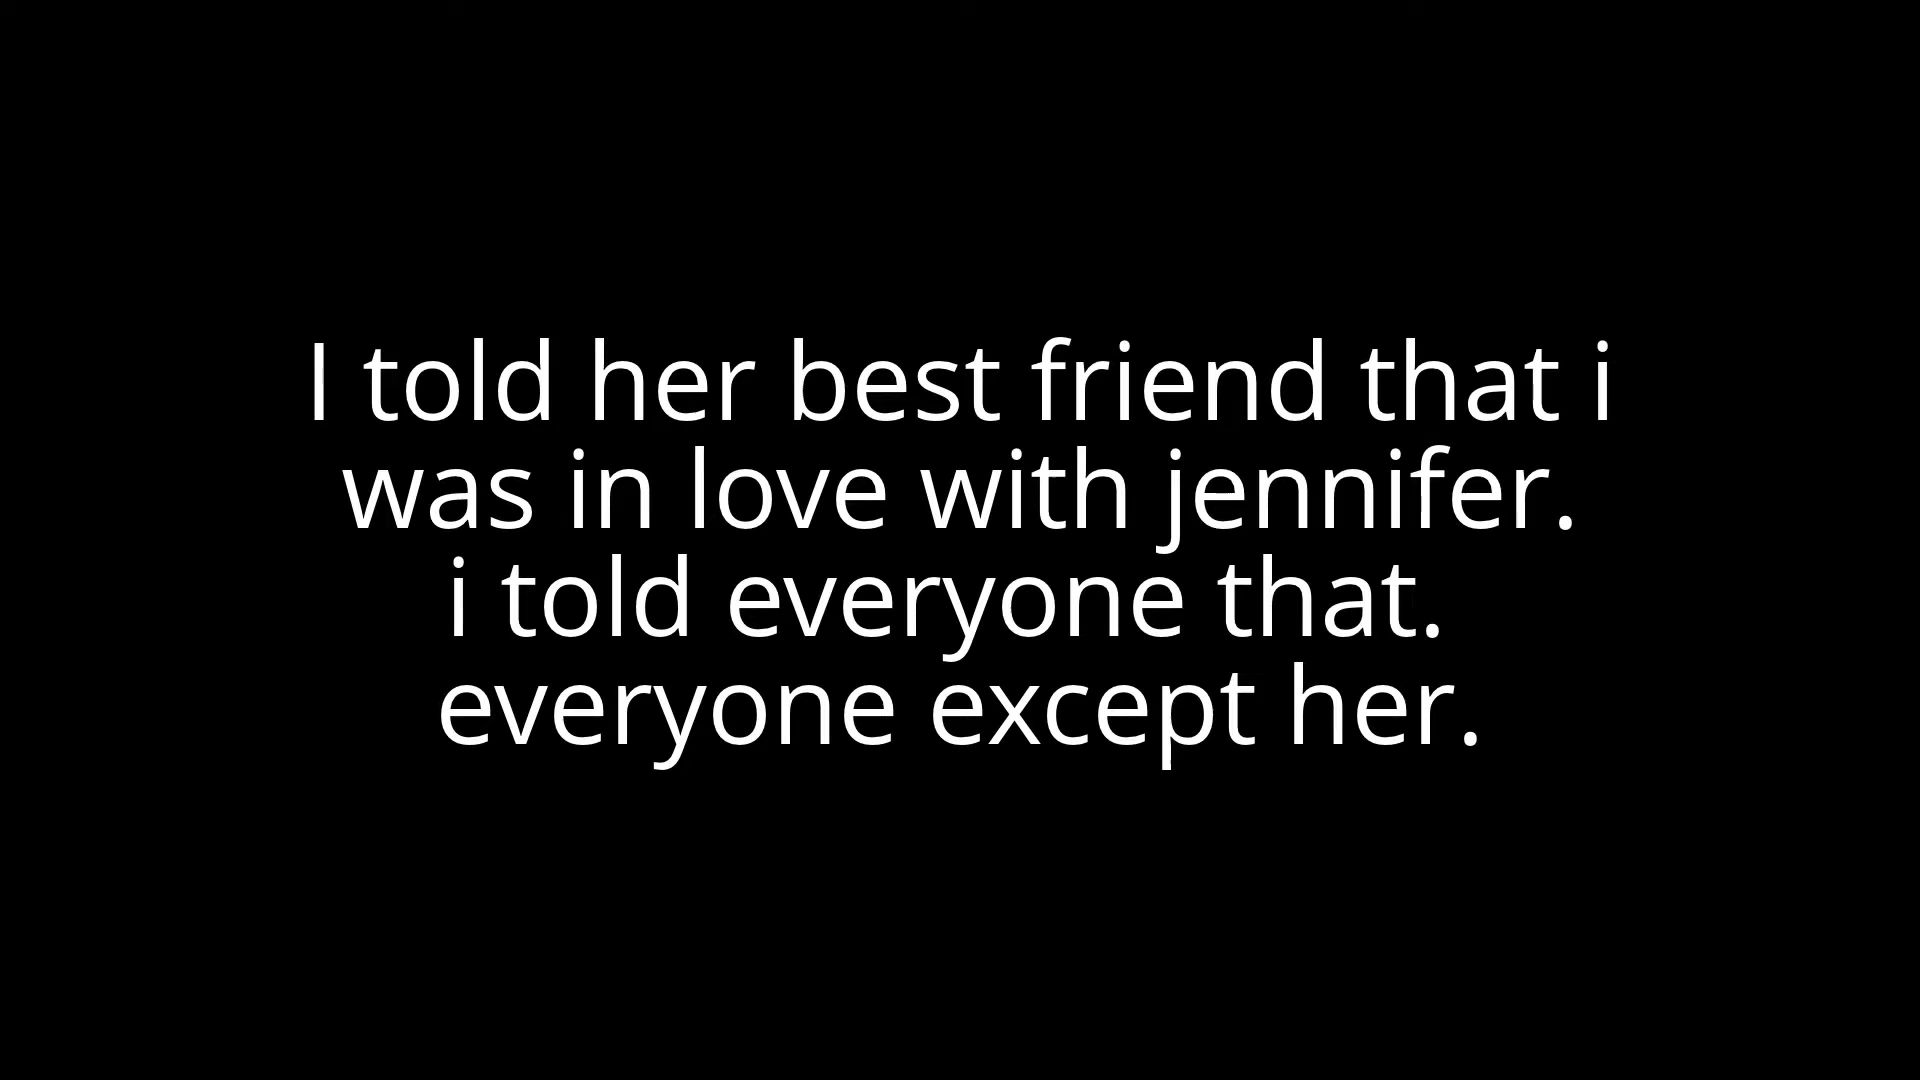 I told her best friend that i
was in love with jennifer.
i told everyone that.
everyone except her.